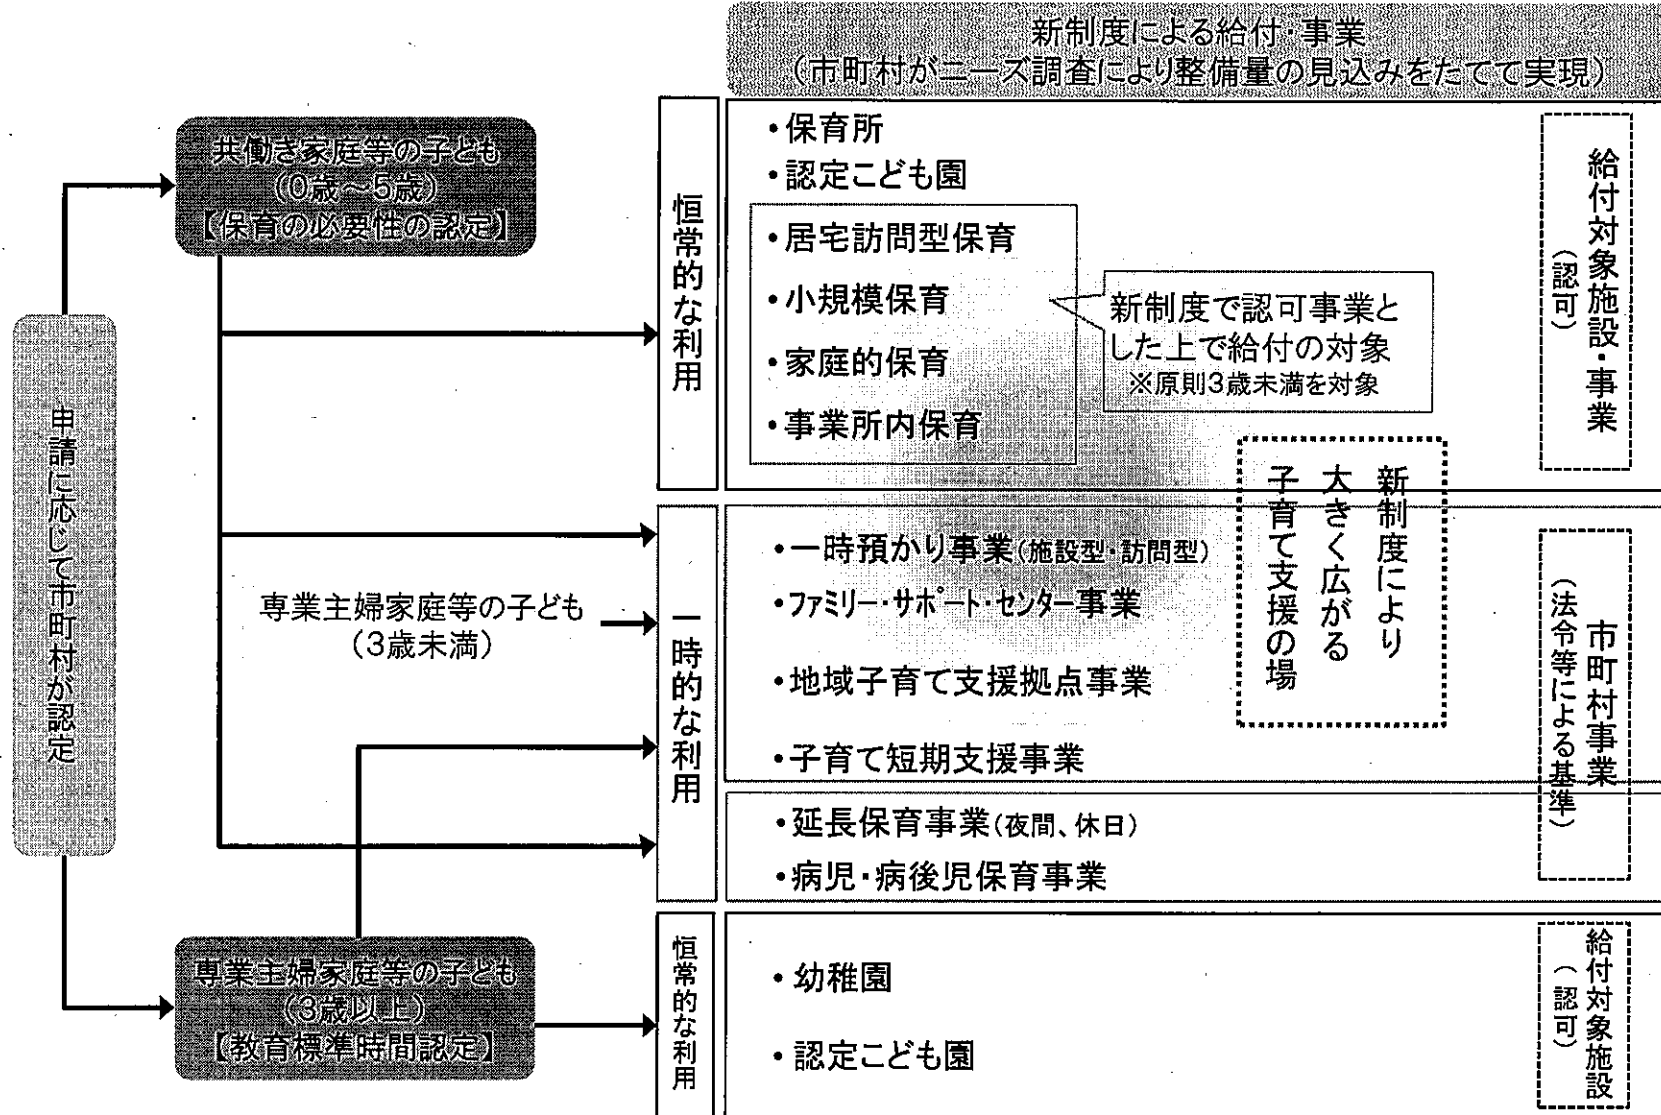 新制度による給付・事業
(市町村がニーズ調査により整備量の見込みをたてて実現)
申請に応じて市町村が認定
共働き家庭等の子ども
(0歳～5歳)
【保育の必要性の認定】
恒常的な利用
・保育所
・認定こども園
・居宅訪問型保育
・小規模保育
・家庭的保育
・事業所内保育
新制度で認可事業と
した上で給付の対象
※原則3歳未満を対象
給付対象施設・事業
(認可)
新制度により
大きく広がる
子育て支援の場
専業主婦家庭等の子ども
(3歳未満)
一時的な利用
・一時預かり事業(施設型・訪問型)
・ファミリー・サポート・センター事業
・地域子育て支援拠点事業
・子育て短期支援事業
・延長保育事業(夜間、休日)
・病児・病後児保育事業
市町村事業
(法令等による基準)
専業主婦家庭等の子ども
(3歳以上)
【教育標準時間認定】
恒常的な利用
・幼稚園
・認定こども園
給付対象施設
(認可)